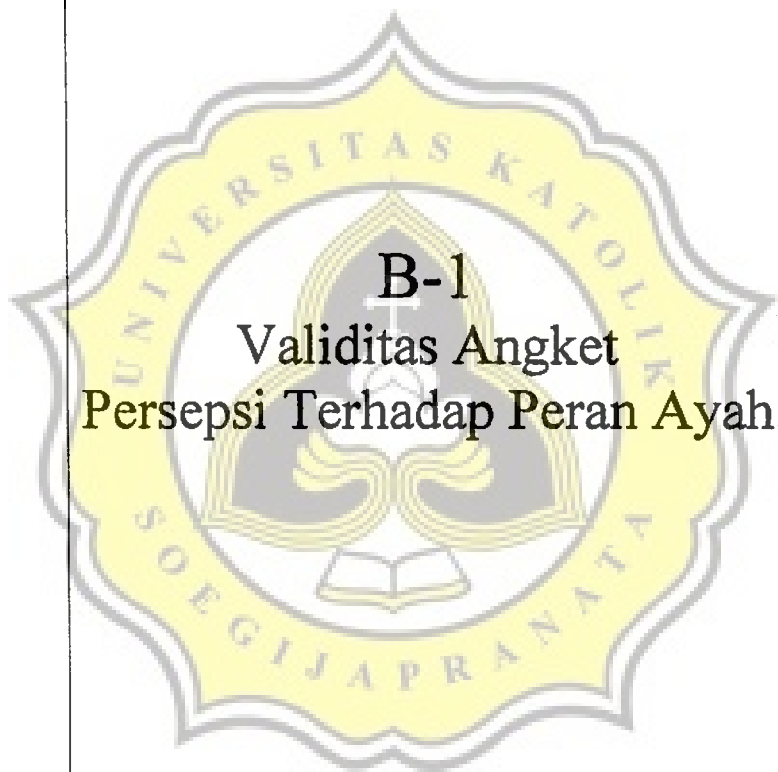 UNIVERSITAS KATOLIK
B-1
Validitas Angket
Persepsi Terhadap Peran Ayah
SOEGIJAPRANATA